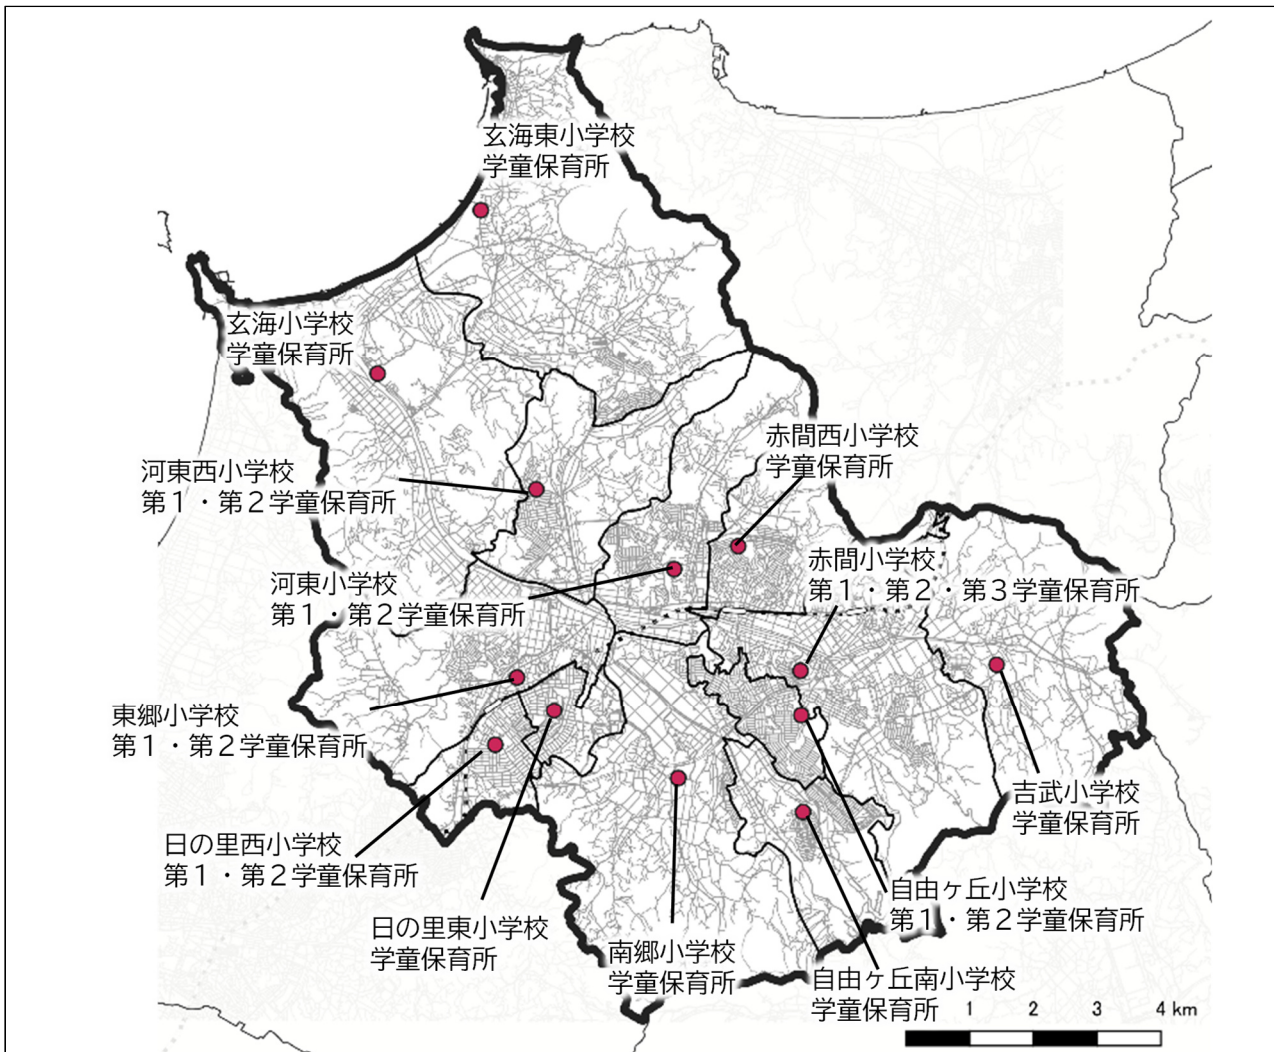 玄海東小学校
学童保育所
玄海小学校
学童保育所
赤間西小学校
学童保育所
河東西小学校
第１・第２学童保育所
赤間小学校
第１・第２・第３学童保育所
河東小学校
第１・第２学童保育所
東郷小学校
第１・第２学童保育所
吉武小学校
学童保育所
日の里西小学校
第１・第２学童保育所
自由ヶ丘小学校
第１・第２学童保育所
日の里東小学校
学童保育所
南郷小学校
学童保育所
自由ヶ丘南小学校
学童保育所
1 2 3 4 km